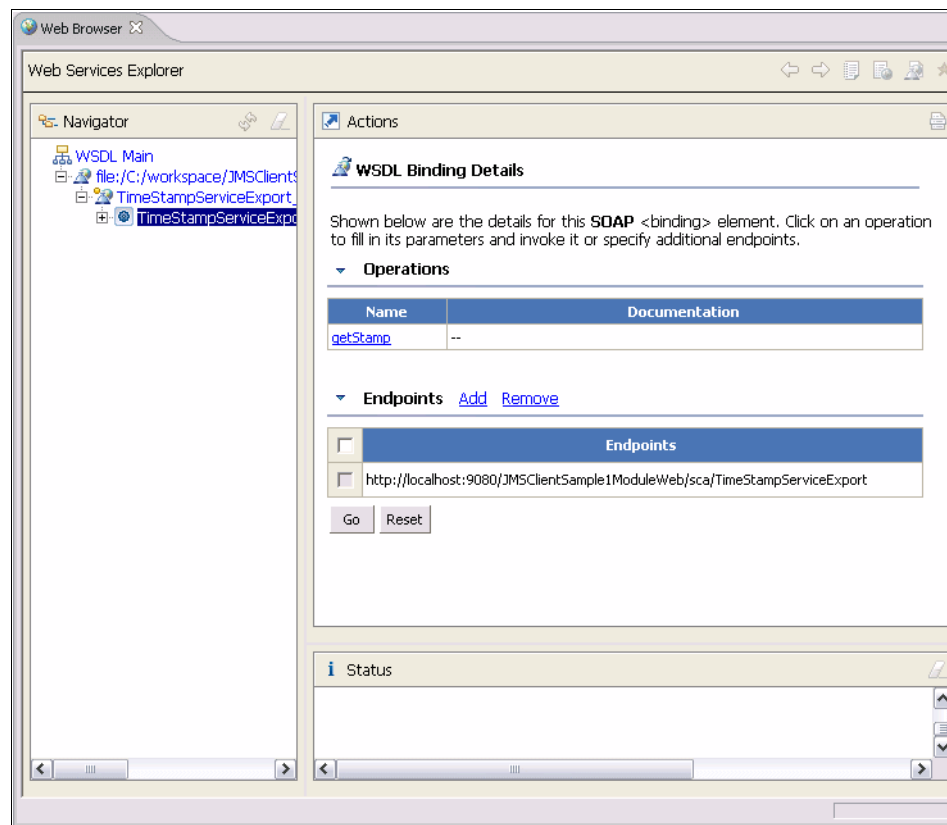 Web Browser
Web Services Explorer
Navigator
WSDL Main
file:/C:/workspace/JMSClientS
TimeStampServiceExport_
TimeStampServiceExpo
Actions
WSDL Binding Details
Shown below are the details for this SOAP <binding> element. Click on an operation
to fill in its parameters and invoke it or specify additional endpoints.
Operations
Name Documentation
getStamp --
Endpoints Add Remove
Endpoints
http://localhost:9080/JMSClientSample1ModuleWeb/sca/TimeStampServiceExport
Go Reset
i Status